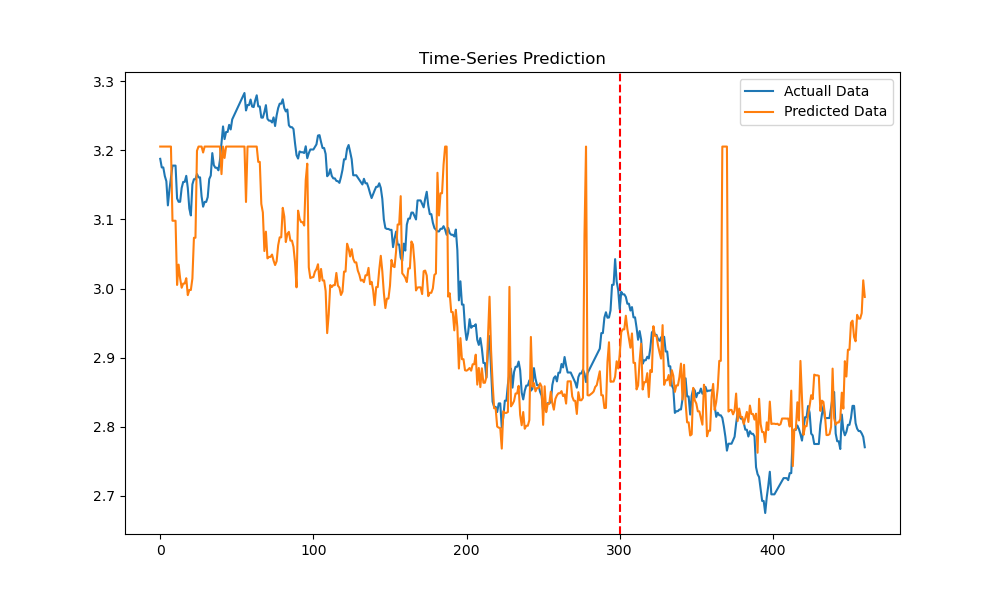 Time-Series Prediction
Actuall Data
Predicted Data
3.3
3.2
3.1
3.0
2.9
2.8
2.7
0 100 200 300 400